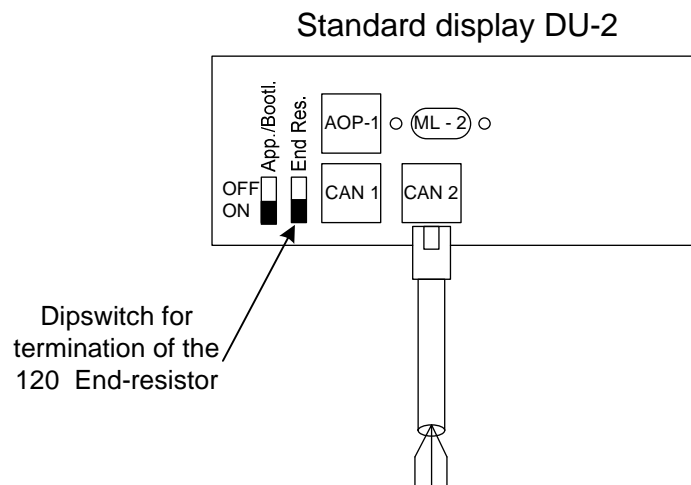 Standard display DU-2
App./Bootl.
End Res.
AOP-1
ML - 2
OFF
ON
CAN 1
CAN 2
Dipswitch for
termination of the
120 End-resistor